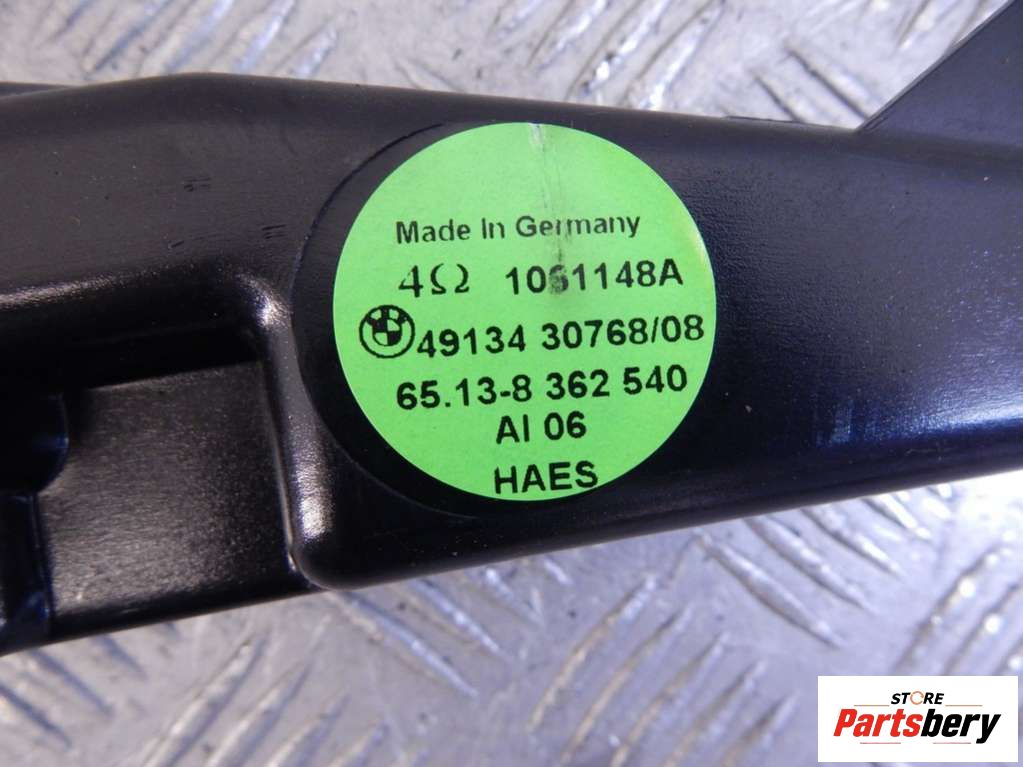 Made In Germany
4Ω 1061148A
49134 30768/08
65.13-8 362 540
AI 06
HAES
STORE
Partsbery